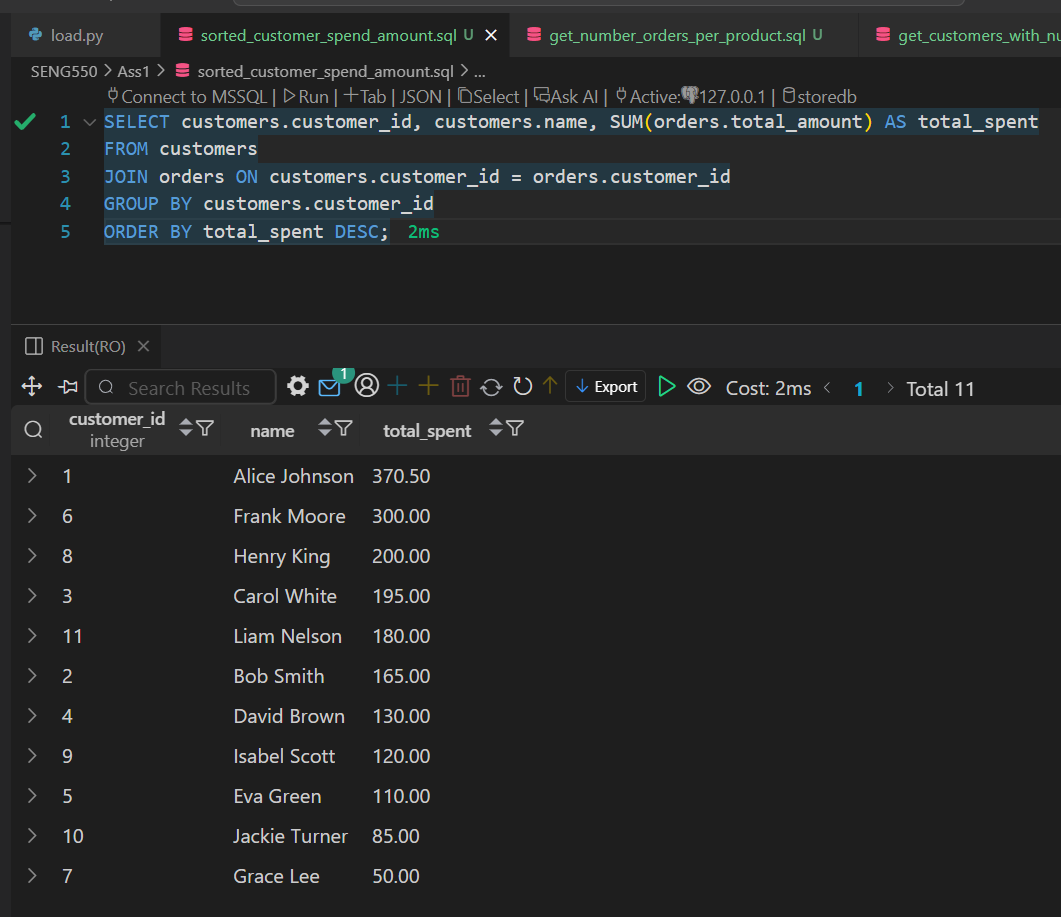 load.py sorted_customer_spend_amount.sql U get_number_orders_per_product.sql U get_customers_with_nu
SENG550 > Ass1 > sorted_customer_spend_amount.sql > ...
Connect to MSSQL | Run | Tab | JSON | Select | Ask AI | Active: 127.0.0.1 | storedb
1 SELECT customers.customer_id, customers.name, SUM(orders.total_amount) AS total_spent
2 FROM customers
3 JOIN orders ON customers.customer_id = orders.customer_id
4 GROUP BY customers.customer_id
5 ORDER BY total_spent DESC; 2ms
Result(RO)
Search Results 1 Export Cost: 2ms < 1 > Total 11
customer_id name total_spent
integer
1 Alice Johnson 370.50
6 Frank Moore 300.00
8 Henry King 200.00
3 Carol White 195.00
11 Liam Nelson 180.00
2 Bob Smith 165.00
4 David Brown 130.00
9 Isabel Scott 120.00
5 Eva Green 110.00
10 Jackie Turner 85.00
7 Grace Lee 50.00